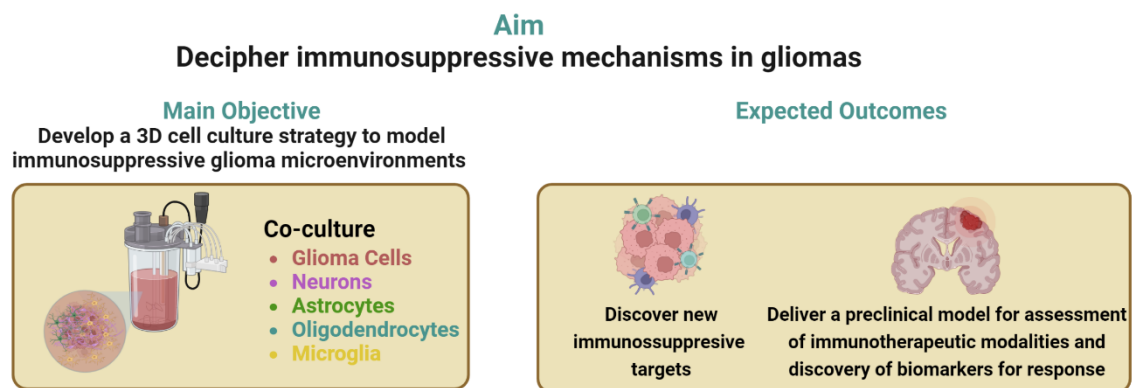 Aim
Decipher immunosuppressive mechanisms in gliomas
Main Objective
Develop a 3D cell culture strategy to model
immunosuppressive glioma microenvironments
Co-culture
• Glioma Cells
• Neurons
• Astrocytes
• Oligodendrocytes
• Microglia
Expected Outcomes
Discover new
immunossuppresive
targets
Deliver a preclinical model for assessment
of immunotherapeutic modalities and
discovery of biomarkers for response